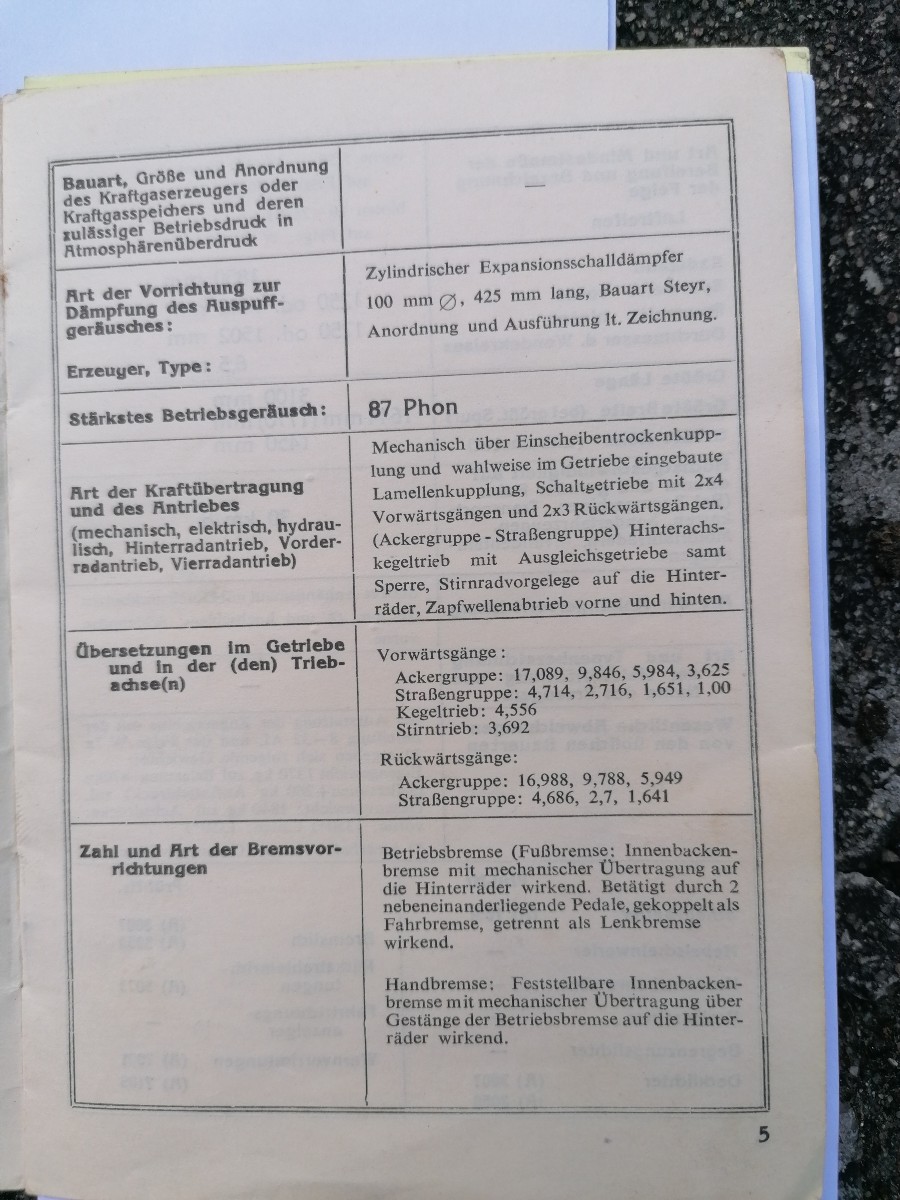 Bauart, Größe und Anordnung
des Kraftgaserzeugers oder
Kraftgasspeichers und deren
zulässiger Betriebsdruck in
Atmosphärenüberdruck
—
Art der Vorrichtung zur
Dämpfung des Auspuff-
geräusches:
Erzeuger, Type:
Zylindrischer Expansionsschalldämpfer
100 mm ∅, 425 mm lang, Bauart Steyr,
Anordnung und Ausführung lt. Zeichnung.
Stärkstes Betriebsgeräusch:
87 Phon
Art der Kraftübertragung
und des Antriebes
(mechanisch, elektrisch, hydrau-
lisch, Hinterradantrieb, Vorder-
radantrieb, Vierradantrieb)
Mechanisch über Einscheibentrockenkupp-
lung und wahlweise im Getriebe eingebaute
Lamellenkupplung, Schaltgetriebe mit 2x4
Vorwärtsgängen und 2x3 Rückwärtsgängen.
(Ackergruppe - Straßengruppe) Hinterachs-
kegeltrieb mit Ausgleichsgetriebe samt
Sperre, Stirnradvorgelege auf die Hinter-
räder, Zapfwellenabtrieb vorne und hinten.
Übersetzungen im Getriebe
und in der (den) Trieb-
achse(n)
Vorwärtsgänge:
Ackergruppe: 17,089, 9,846, 5,984, 3,625
Straßengruppe: 4,714, 2,716, 1,651, 1,00
Kegeltrieb: 4,556
Stirntrieb: 3,692
Rückwärtsgänge:
Ackergruppe: 16,988, 9,788, 5,949
Straßengruppe: 4,686, 2,7, 1,641
Zahl und Art der Bremsvor-
richtungen
Betriebsbremse (Fußbremse: Innenbacken-
bremse mit mechanischer Übertragung auf
die Hinterräder wirkend. Betätigt durch 2
nebeneinanderliegende Pedale, gekoppelt als
Fahrbremse, getrennt als Lenkbremse
wirkend.
Handbremse: Feststellbare Innenbacken-
bremse mit mechanischer Übertragung über
Gestänge der Betriebsbremse auf die Hinter-
räder wirkend.
5